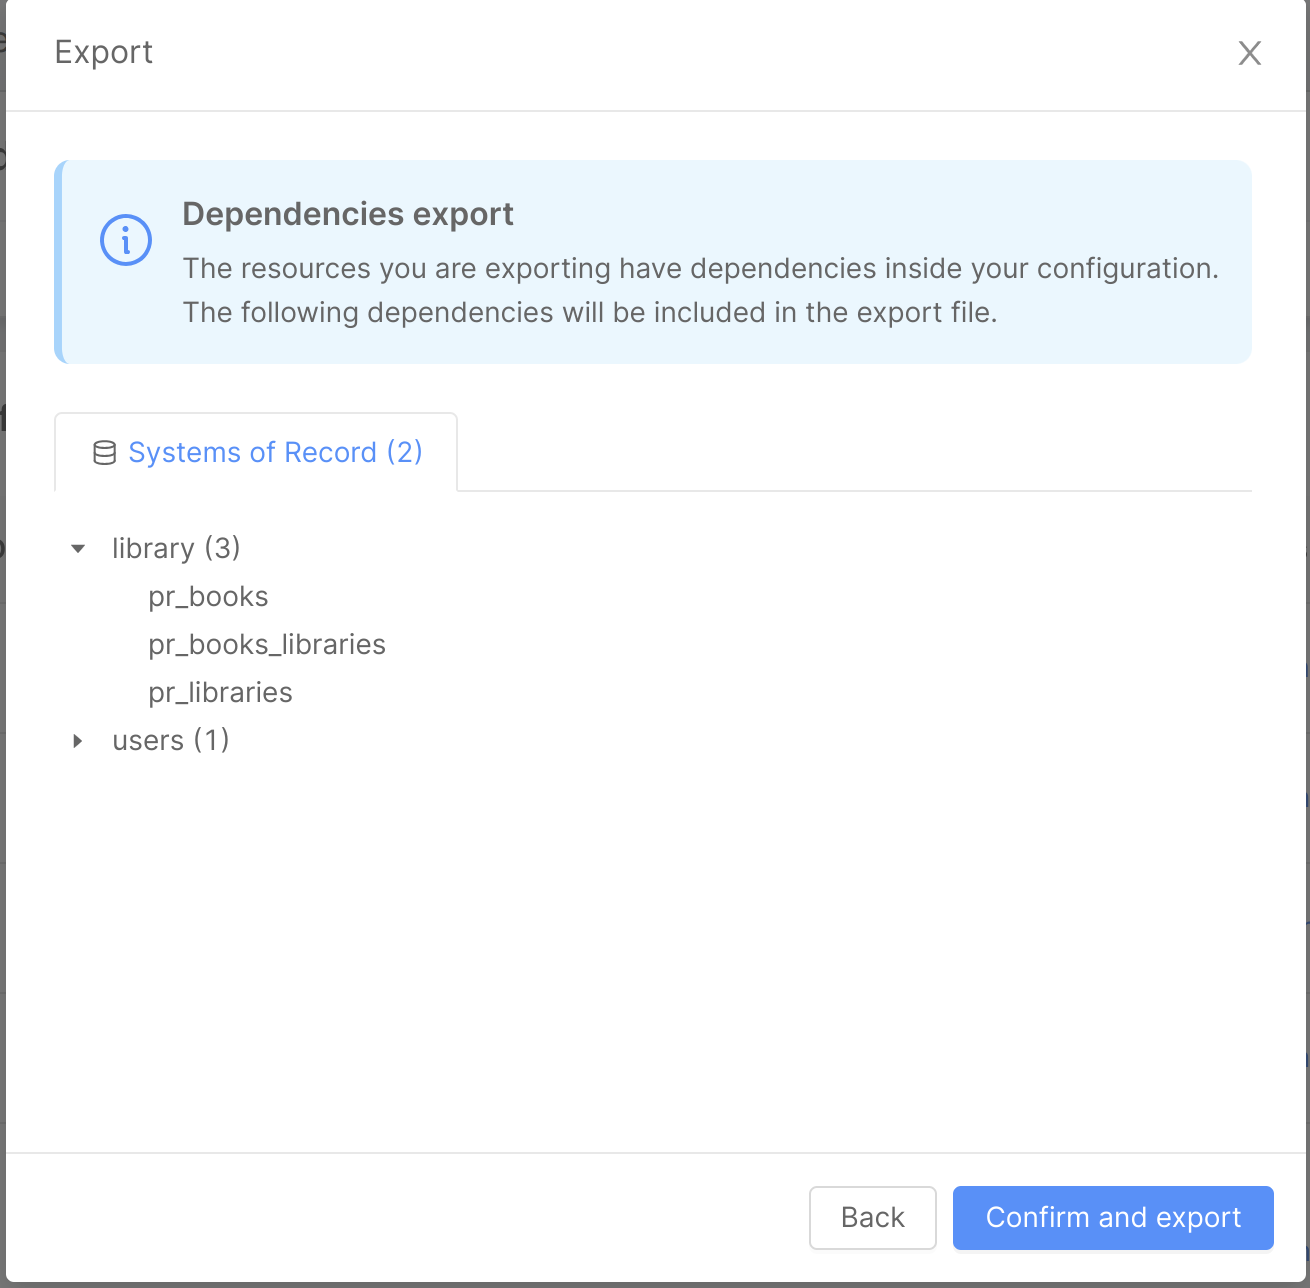 Export
Dependencies export
The resources you are exporting have dependencies inside your configuration.
The following dependencies will be included in the export file.
Systems of Record (2)
library (3)
pr_books
pr_books_libraries
pr_libraries
users (1)
Back
Confirm and export